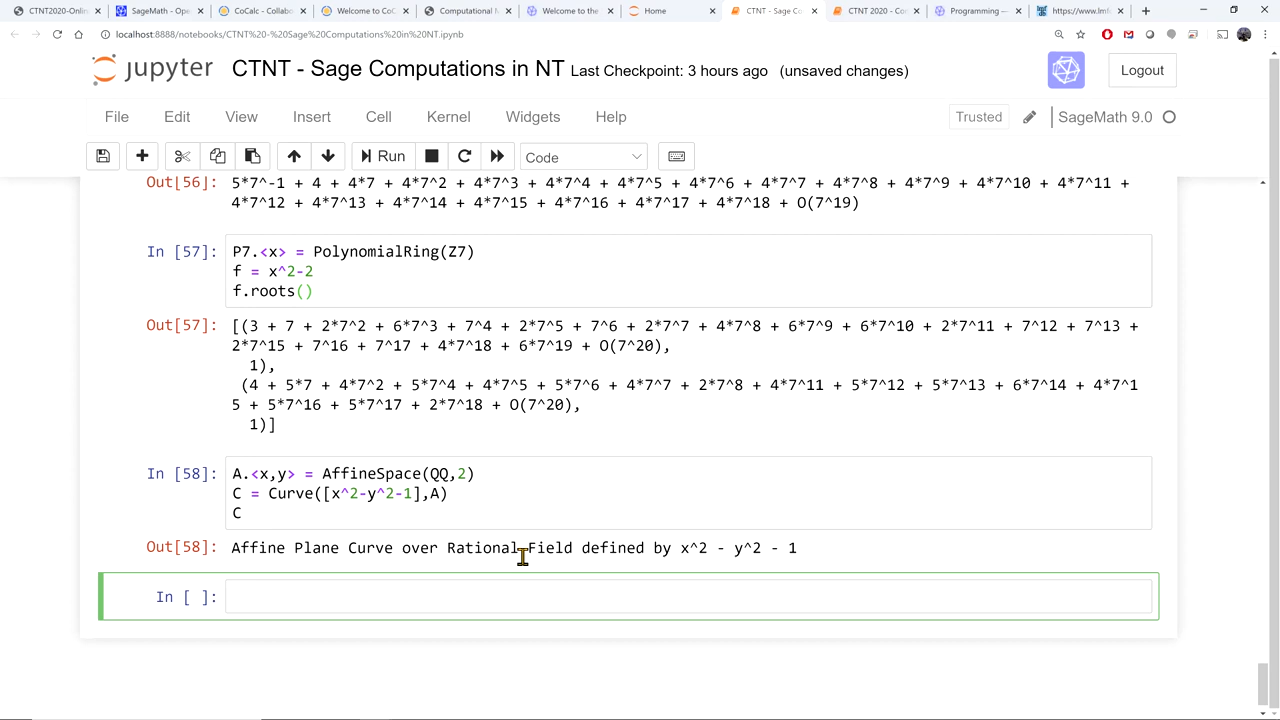 CTNT2020-Onlin
SageMath - Ope
CoCalc - Collabo
Welcome to CoC
Computational N
Welcome to the
Home
CTNT - Sage Co
CTNT 2020 - Co
Programming —
https://www.lmf
localhost:8888/notebooks/CTNT%20-%20Sage%20Computations%20in%20NT.ipynb
jupyter CTNT - Sage Computations in NT Last Checkpoint: 3 hours ago (unsaved changes) Logout
File Edit View Insert Cell Kernel Widgets Help Trusted SageMath 9.0
Run Code
Out[56]: 5*7^-1 + 4 + 4*7 + 4*7^2 + 4*7^3 + 4*7^4 + 4*7^5 + 4*7^6 + 4*7^7 + 4*7^8 + 4*7^9 + 4*7^10 + 4*7^11 +
4*7^12 + 4*7^13 + 4*7^14 + 4*7^15 + 4*7^16 + 4*7^17 + 4*7^18 + O(7^19)
In [57]: P7.<x> = PolynomialRing(Z7)
f = x^2-2
f.roots()
Out[57]: [(3 + 7 + 2*7^2 + 6*7^3 + 7^4 + 2*7^5 + 7^6 + 2*7^7 + 4*7^8 + 6*7^9 + 6*7^10 + 2*7^11 + 7^12 + 7^13 +
2*7^15 + 7^16 + 7^17 + 4*7^18 + 6*7^19 + O(7^20),
1),
(4 + 5*7 + 4*7^2 + 5*7^4 + 4*7^5 + 5*7^6 + 4*7^7 + 2*7^8 + 4*7^11 + 5*7^12 + 5*7^13 + 6*7^14 + 4*7^1
5 + 5*7^16 + 5*7^17 + 2*7^18 + O(7^20),
1)]
In [58]: A.<x,y> = AffineSpace(QQ,2)
C = Curve([x^2-y^2-1],A)
C
Out[58]: Affine Plane Curve over Rational Field defined by x^2 - y^2 - 1
In [ ]: